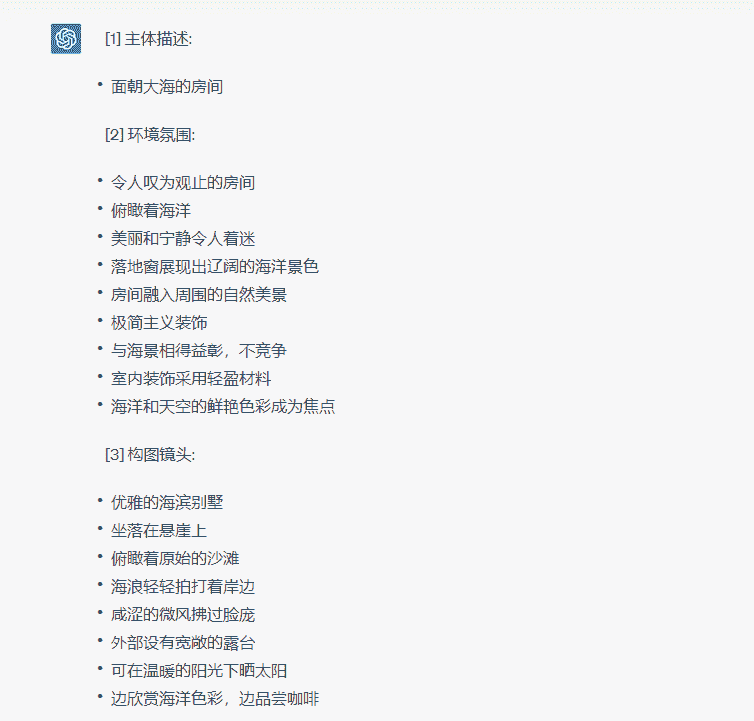 [1] 主体描述:
• 面朝大海的房间
[2] 环境氛围:
• 令人叹为观止的房间
• 俯瞰着海洋
• 美丽和宁静令人着迷
• 落地窗展现出辽阔的海洋景色
• 房间融入周围的自然美景
• 极简主义装饰
• 与海景相得益彰，不竞争
• 室内装饰采用轻盈材料
• 海洋和天空的鲜艳色彩成为焦点
[3] 构图镜头:
• 优雅的海滨别墅
• 坐落在悬崖上
• 俯瞰着原始的沙滩
• 海浪轻轻拍打着岸边
• 咸涩的微风拂过脸庞
• 外部设有宽敞的露台
• 可在温暖的阳光下晒太阳
• 边欣赏海洋色彩，边品尝咖啡